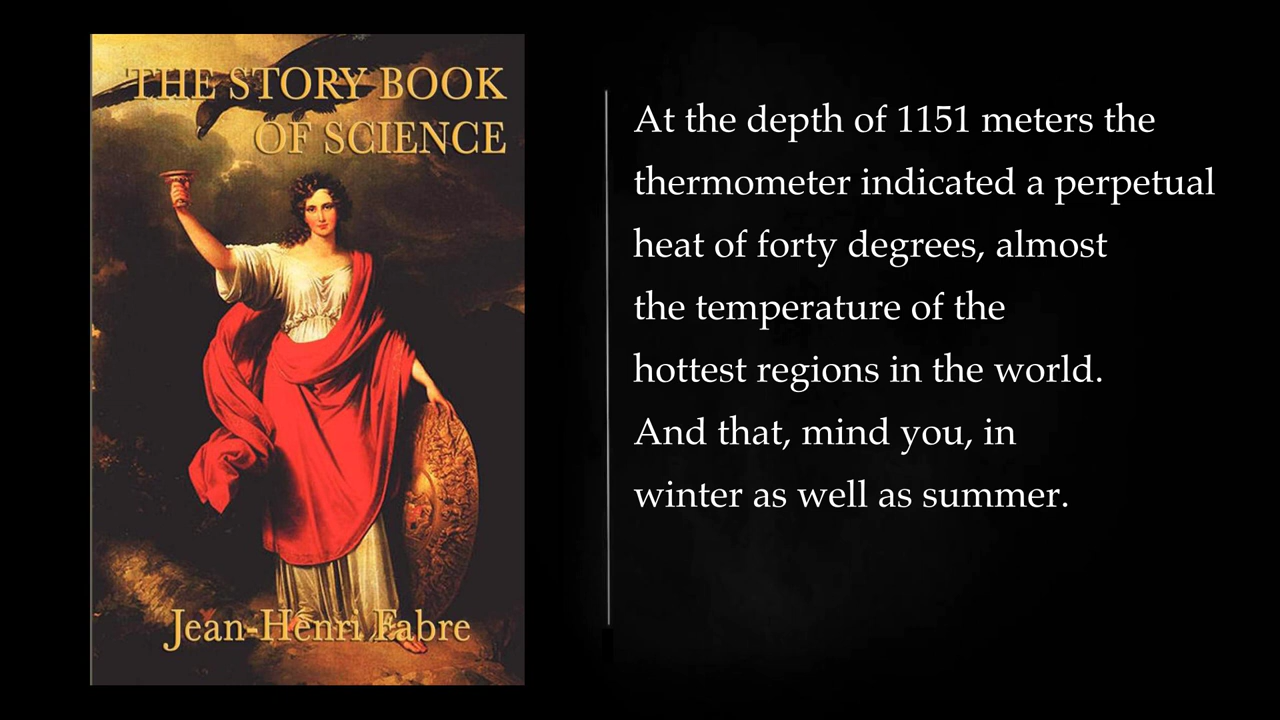 THE STORY BOOK
OF SCIENCE
Jean-Henri Fabre
At the depth of 1151 meters the
thermometer indicated a perpetual
heat of forty degrees, almost
the temperature of the
hottest regions in the world.
And that, mind you, in
winter as well as summer.